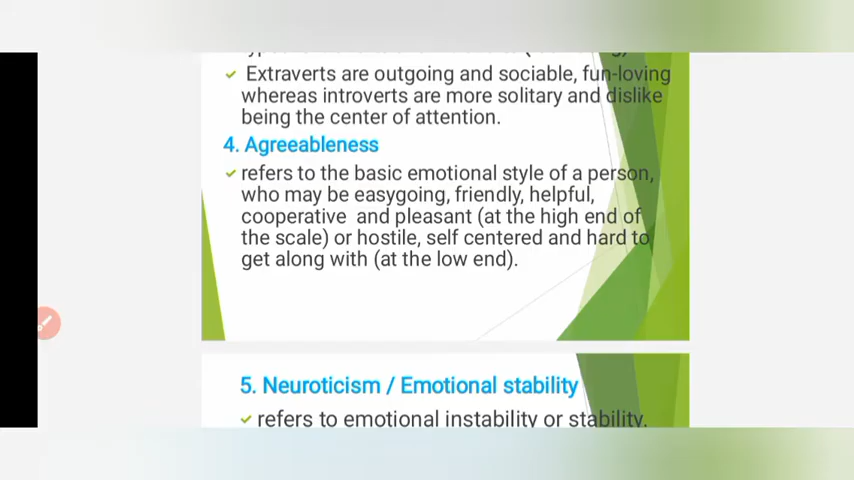 ✓ Extraverts are outgoing and sociable, fun-loving
whereas introverts are more solitary and dislike
being the center of attention.
4. Agreeableness
✓ refers to the basic emotional style of a person,
who may be easygoing, friendly, helpful,
cooperative and pleasant (at the high end of
the scale) or hostile, self centered and hard to
get along with (at the low end).
5. Neuroticism / Emotional stability
✓ refers to emotional instability or stability.